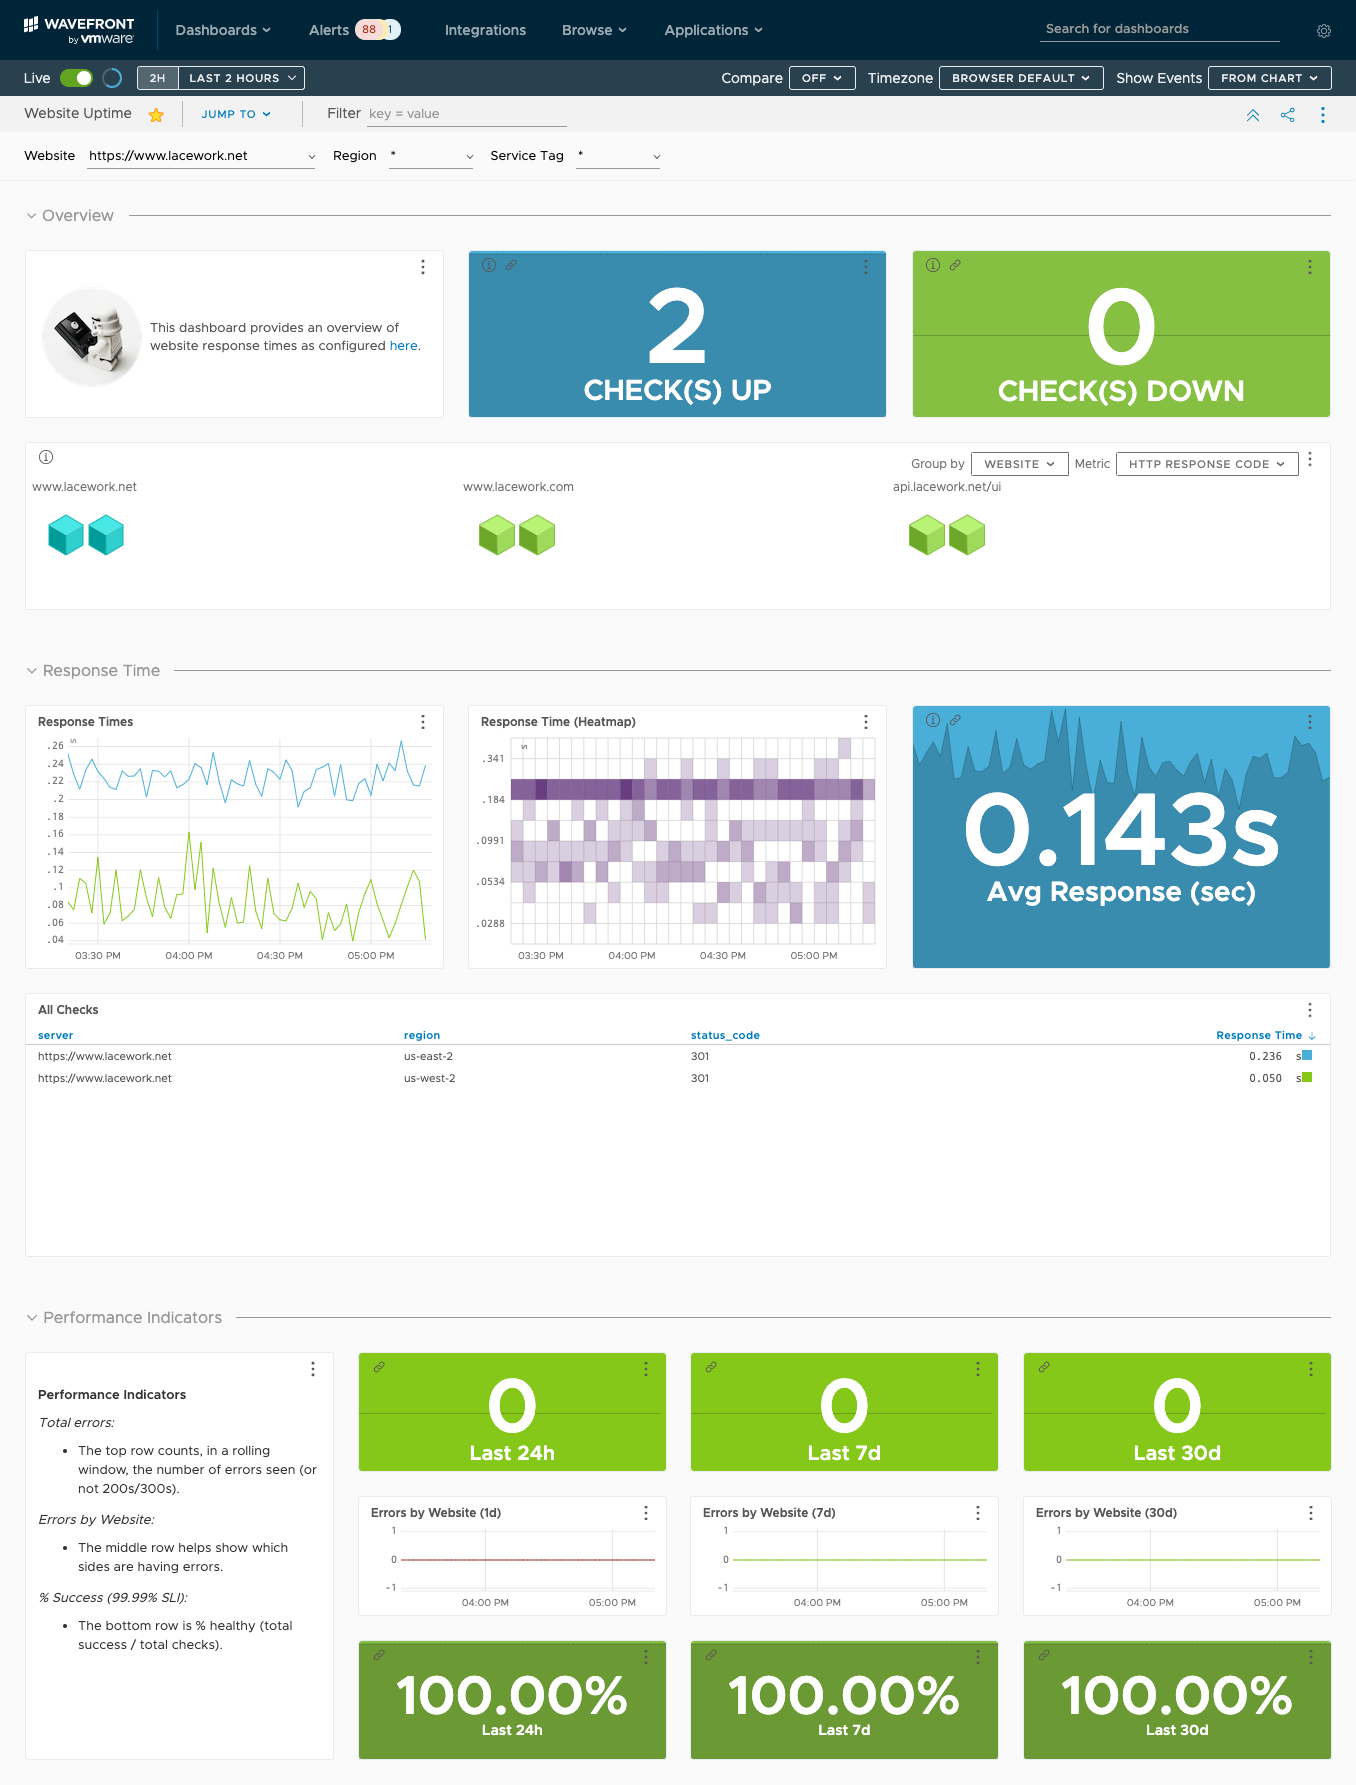 WAVEFRONT
by vmware
Dashboards
Alerts 88 1
Integrations
Browse
Applications
Search for dashboards
Live
2H LAST 2 HOURS
Compare OFF
Timezone BROWSER DEFAULT
Show Events FROM CHART
Website Uptime
JUMP TO
Filter key = value
Website https://www.lacework.net
Region *
Service Tag *
Overview
This dashboard provides an overview of
website response times as configured here.
2
CHECK(S) UP
0
CHECK(S) DOWN
Group by WEBSITE
Metric HTTP RESPONSE CODE
www.lacework.net
www.lacework.com
api.lacework.net/ui
Response Time
Response Times
s
.26
.24
.22
.2
.18
.16
.14
.12
.1
.08
.06
.04
03:30 PM 04:00 PM 04:30 PM 05:00 PM
Response Time (Heatmap)
s
.341
.184
.0991
.0534
.0288
03:30 PM 04:00 PM 04:30 PM 05:00 PM
0.143s
Avg Response (sec)
All Checks
server region status_code Response Time ↓
https://www.lacework.net us-east-2 301 0.236 s
https://www.lacework.net us-west-2 301 0.050 s
Performance Indicators
Performance Indicators
Total errors:
• The top row counts, in a rolling
window, the number of errors seen (or
not 200s/300s).
Errors by Website:
• The middle row helps show which
sides are having errors.
% Success (99.99% SLI):
• The bottom row is % healthy (total
success / total checks).
0
Last 24h
0
Last 7d
0
Last 30d
Errors by Website (1d)
1
0
-1
04:00 PM 05:00 PM
Errors by Website (7d)
1
0
-1
04:00 PM 05:00 PM
Errors by Website (30d)
1
0
-1
04:00 PM 05:00 PM
100.00%
Last 24h
100.00%
Last 7d
100.00%
Last 30d